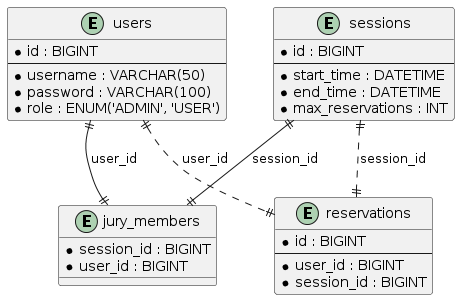 E users
id : BIGINT
username : VARCHAR(50)
password : VARCHAR(100)
role : ENUM('ADMIN', 'USER')
E sessions
id : BIGINT
start_time : DATETIME
end_time : DATETIME
max_reservations : INT
user_id
user_id
session_id
session_id
E jury_members
session_id : BIGINT
user_id : BIGINT
E reservations
id : BIGINT
user_id : BIGINT
session_id : BIGINT